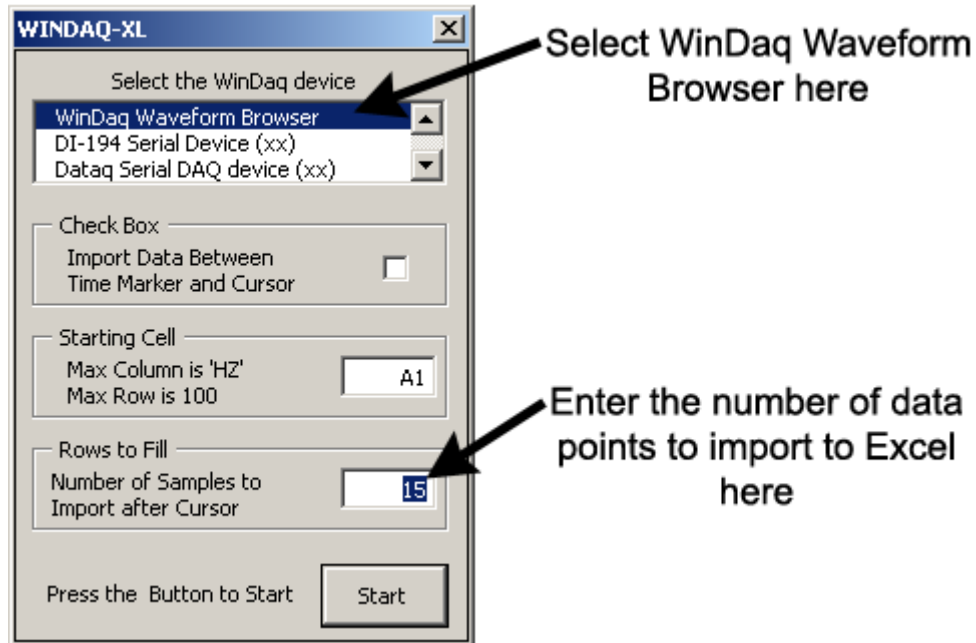 WINDAQ-XL
Select the WinDaq device
WinDaq Waveform Browser
DI-194 Serial Device (xx)
Dataq Serial DAQ device (xx)
Check Box
Import Data Between
Time Marker and Cursor
Starting Cell
Max Column is 'HZ'
Max Row is 100
A1
Rows to Fill
Number of Samples to
Import after Cursor
15
Press the Button to Start
Start
Select WinDaq Waveform
Browser here
Enter the number of data
points to import to Excel
here